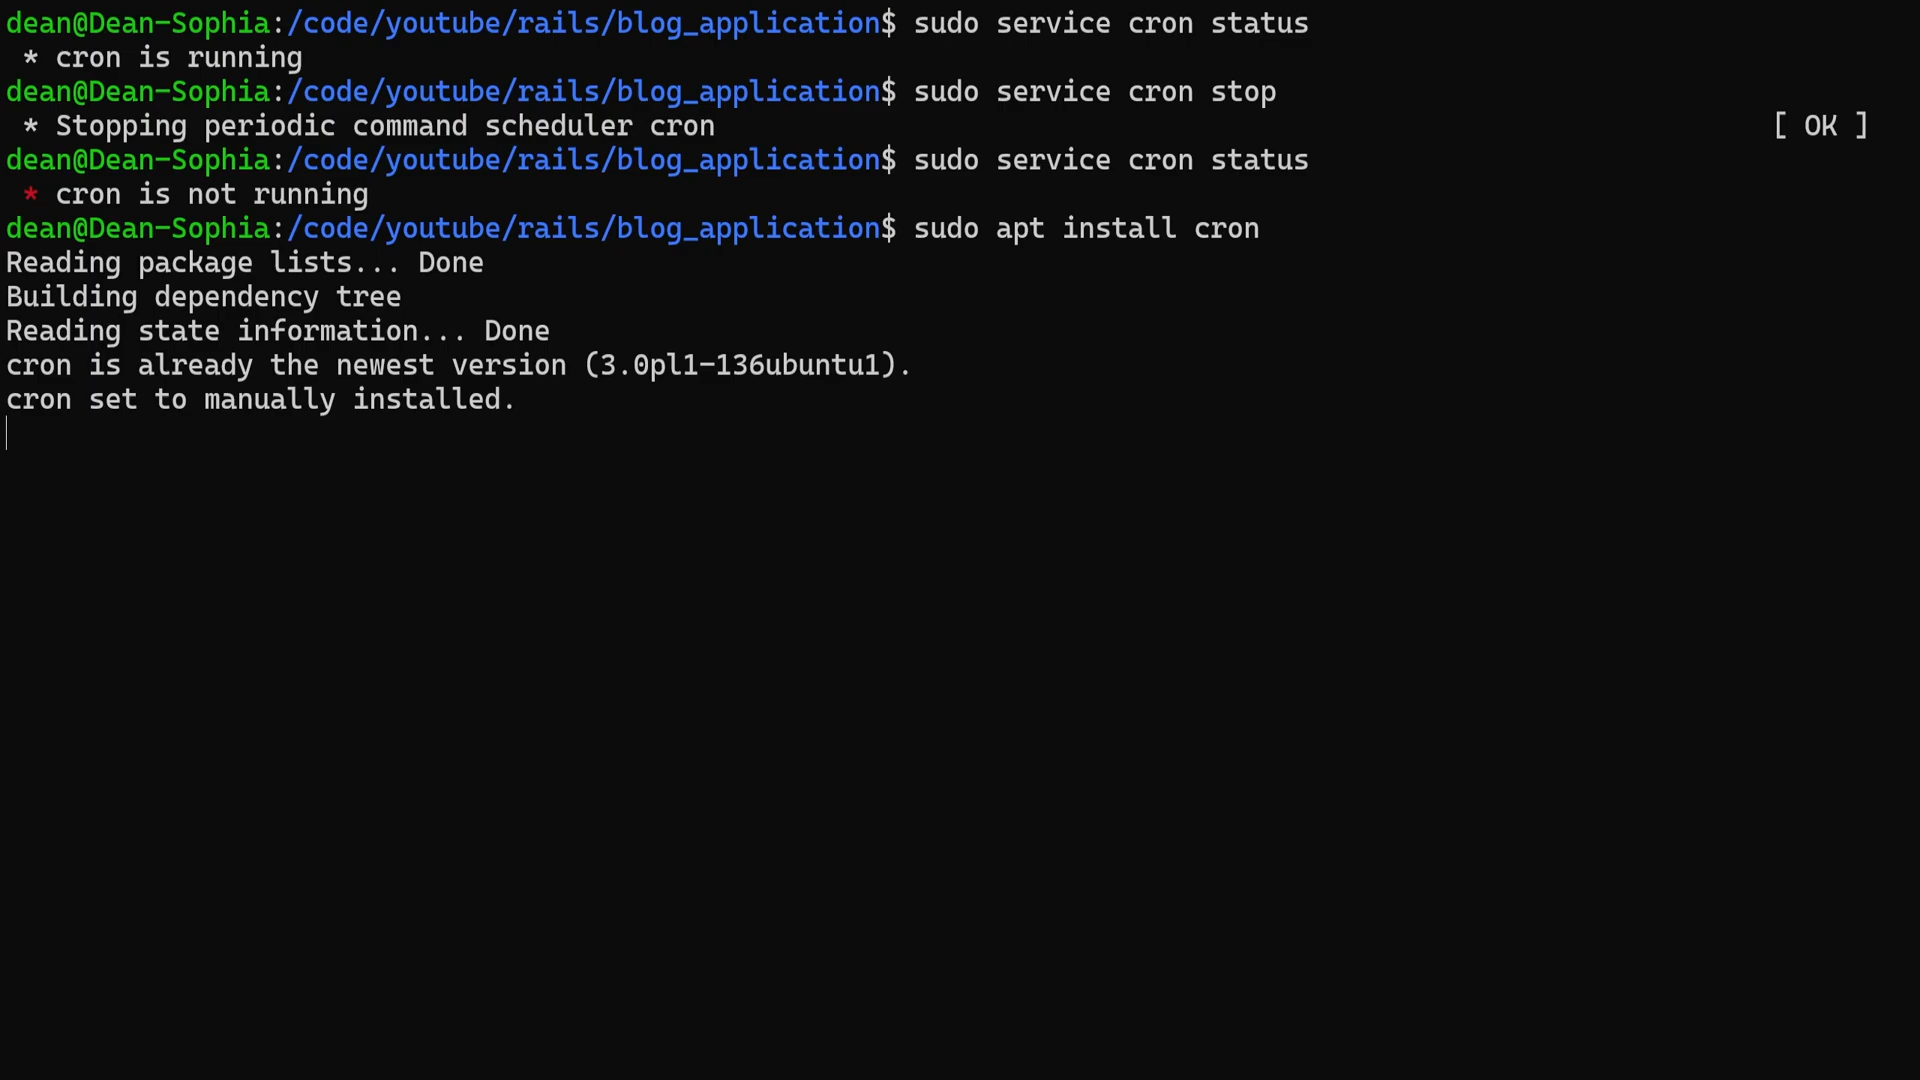 dean@Dean-Sophia:/code/youtube/rails/blog_application$ sudo service cron status
 * cron is running
dean@Dean-Sophia:/code/youtube/rails/blog_application$ sudo service cron stop
 * Stopping periodic command scheduler cron [ OK ]
dean@Dean-Sophia:/code/youtube/rails/blog_application$ sudo service cron status
 * cron is not running
dean@Dean-Sophia:/code/youtube/rails/blog_application$ sudo apt install cron
Reading package lists... Done
Building dependency tree
Reading state information... Done
cron is already the newest version (3.0pl1-136ubuntu1).
cron set to manually installed.